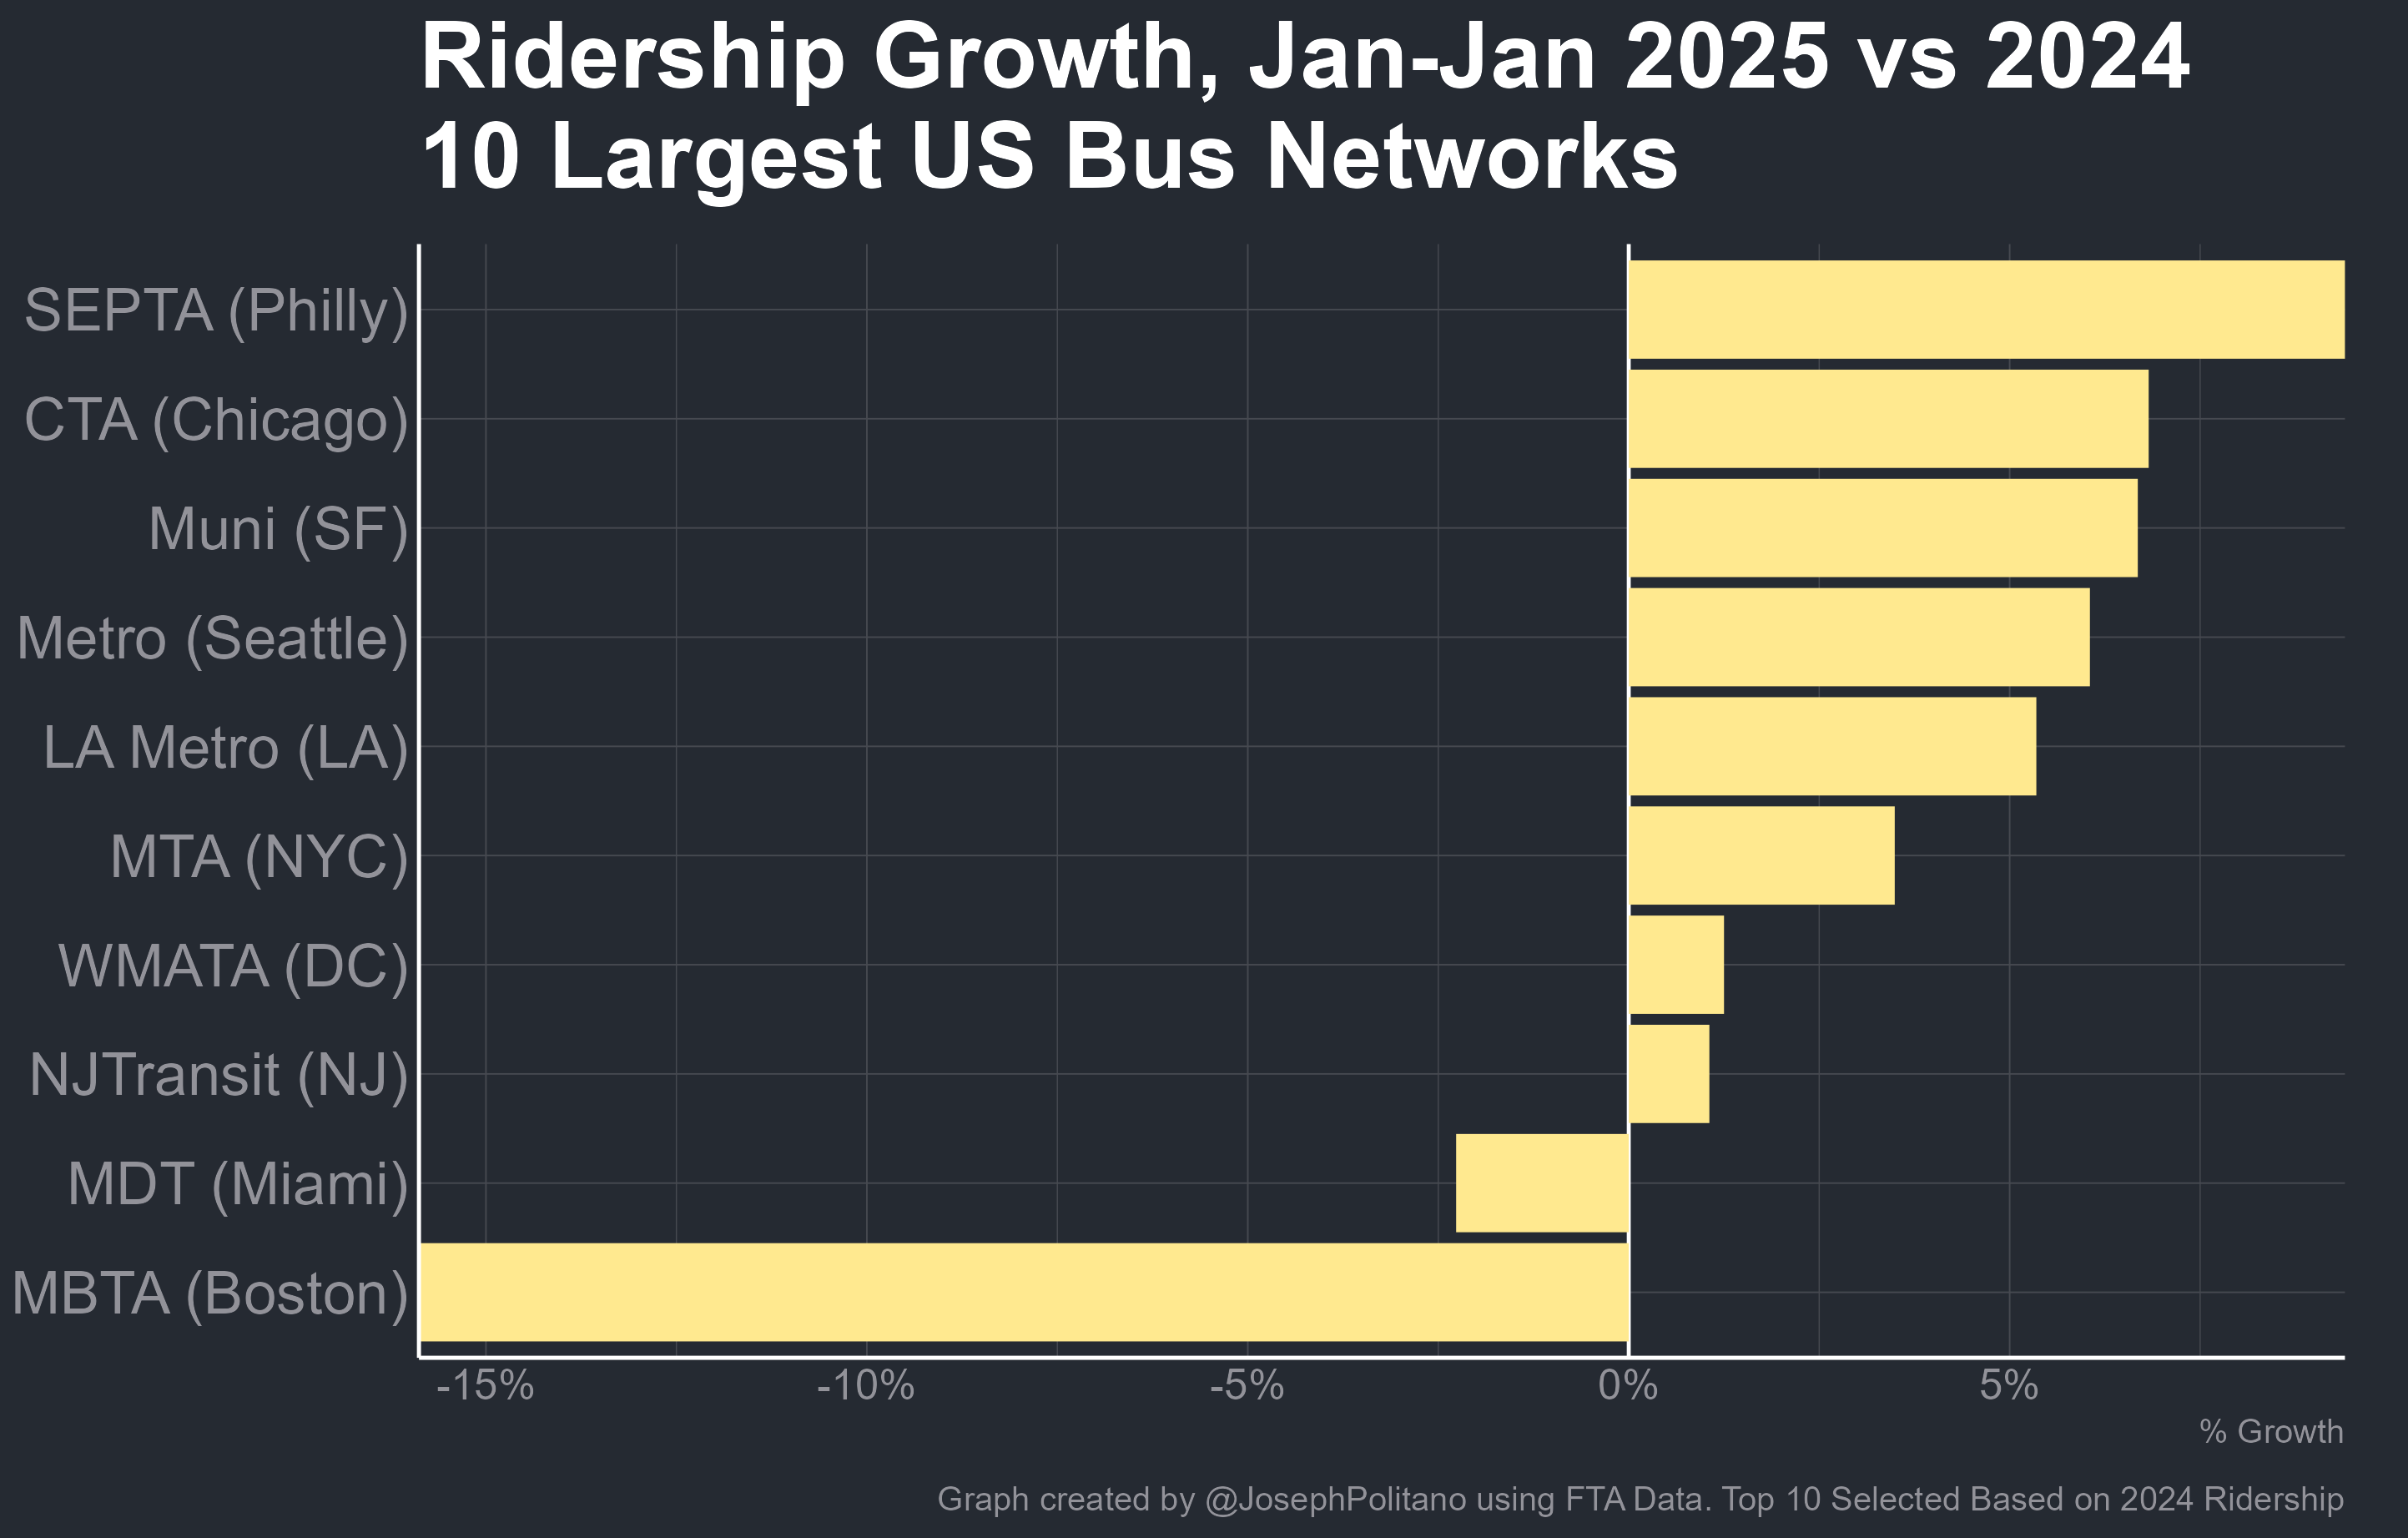 Ridership Growth, Jan-Jan 2025 vs 2024
10 Largest US Bus Networks
SEPTA (Philly)
CTA (Chicago)
Muni (SF)
Metro (Seattle)
LA Metro (LA)
MTA (NYC)
WMATA (DC)
NJTransit (NJ)
MDT (Miami)
MBTA (Boston)
-15% -10% -5% 0% 5%
% Growth
Graph created by @JosephPolitano using FTA Data. Top 10 Selected Based on 2024 Ridership